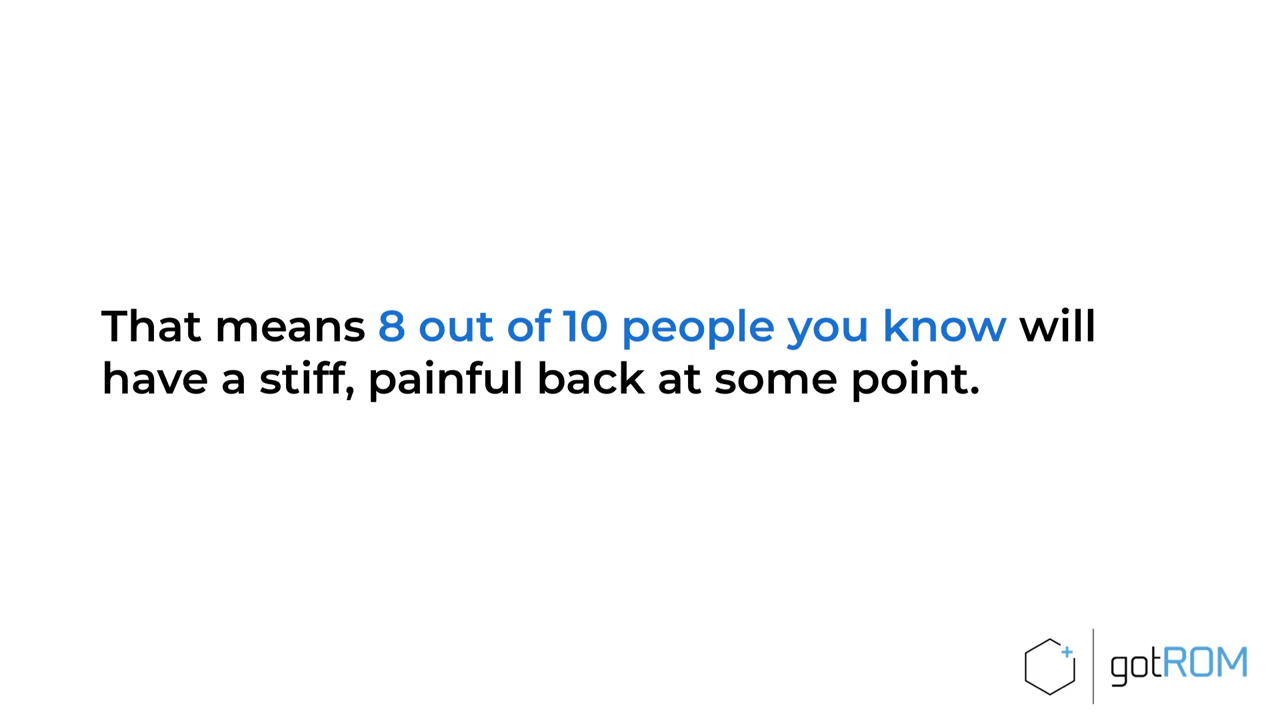 That means 8 out of 10 people you know will
have a stiff, painful back at some point.
gotROM